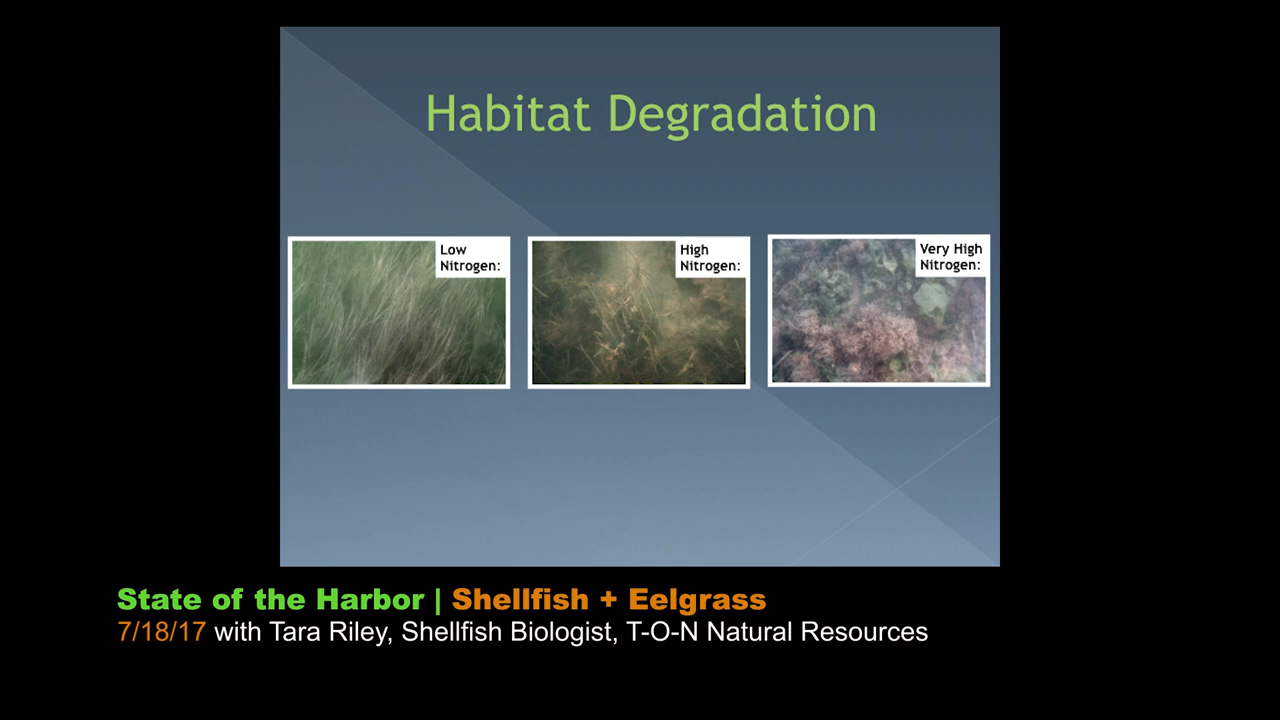 Habitat Degradation
Low
Nitrogen:
High
Nitrogen:
Very High
Nitrogen:
State of the Harbor | Shellfish + Eelgrass
7/18/17 with Tara Riley, Shellfish Biologist, T-O-N Natural Resources